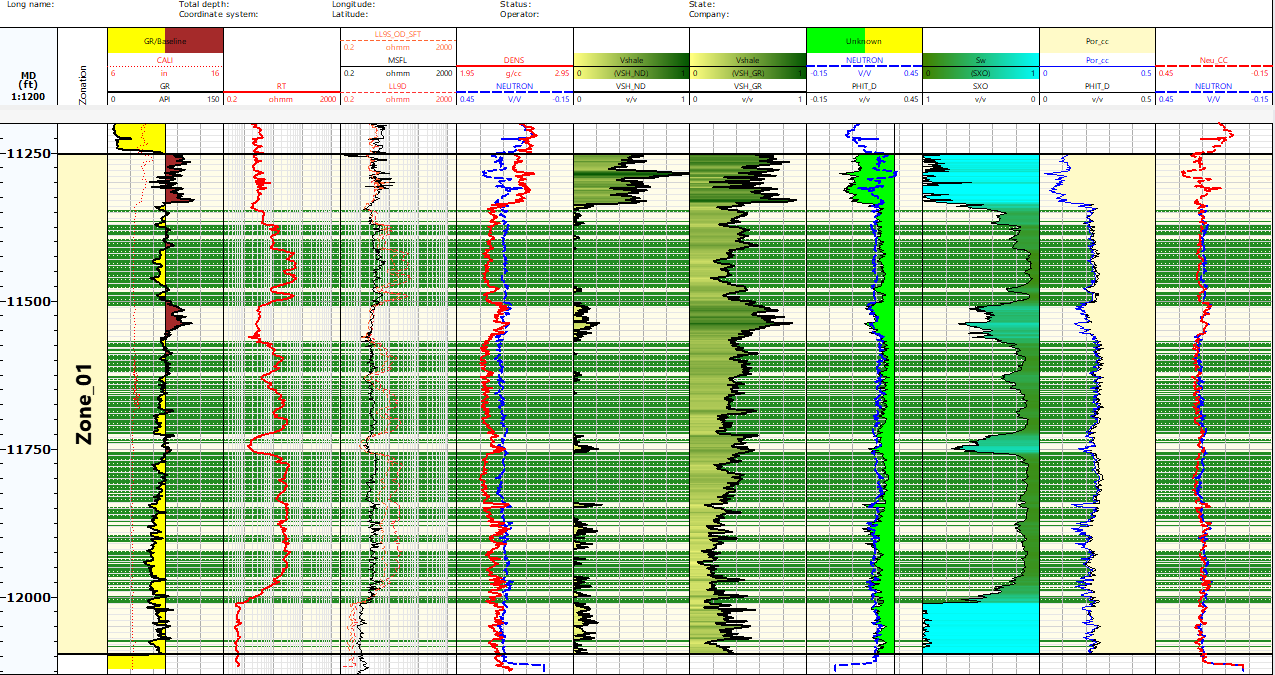 Long name: Total depth: Longitude: Status: State:
Coordinate system: Latitude: Operator: Company:
MD
(ft)
1:1200
Zonation
GR/Baseline
CALI
6 in 16
GR
0 API 150
RT
0.2 ohmm 2000
LL9S_OD_SFT
0.2 ohmm 2000
MSFL
0.2 ohmm 2000
LL9D
0.2 ohmm 2000
DENS
1.95 g/cc 2.95
NEUTRON
0.45 V/V -0.15
Vshale
0 (VSH_ND) 1
VSH_ND
0 v/v 1
Vshale
0 (VSH_GR) 1
VSH_GR
0 v/v 1
Unknown
NEUTRON
-0.15 V/V 0.45
PHIT_D
-0.15 v/v 0.45
Sw
0 (SXO) 1
SXO
1 v/v 0
Por_cc
Por_cc
0 0.5
PHIT_D
0 v/v 0.5
Neu_CC
0.45 -0.15
NEUTRON
0.45 V/V -0.15
11250
11500
11750
12000
Zone_01